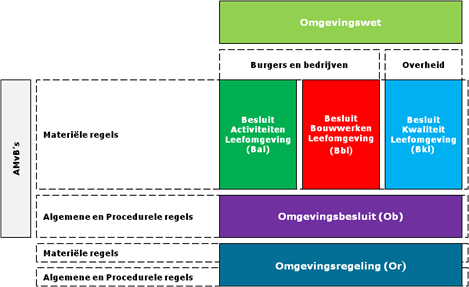 Omgevingswet
Burgers en bedrijven
Overheid
AMvB's
Materiële regels
Besluit
Activiteiten
Leefomgeving
(Bal)
Besluit
Bouwwerken
Leefomgeving
(Bbl)
Besluit
Kwaliteit
Leefomgeving
(Bkl)
Algemene en Procedurele regels
Omgevingsbesluit (Ob)
Materiële regels
Omgevingsregeling (Or)
Algemene en Procedurele regels